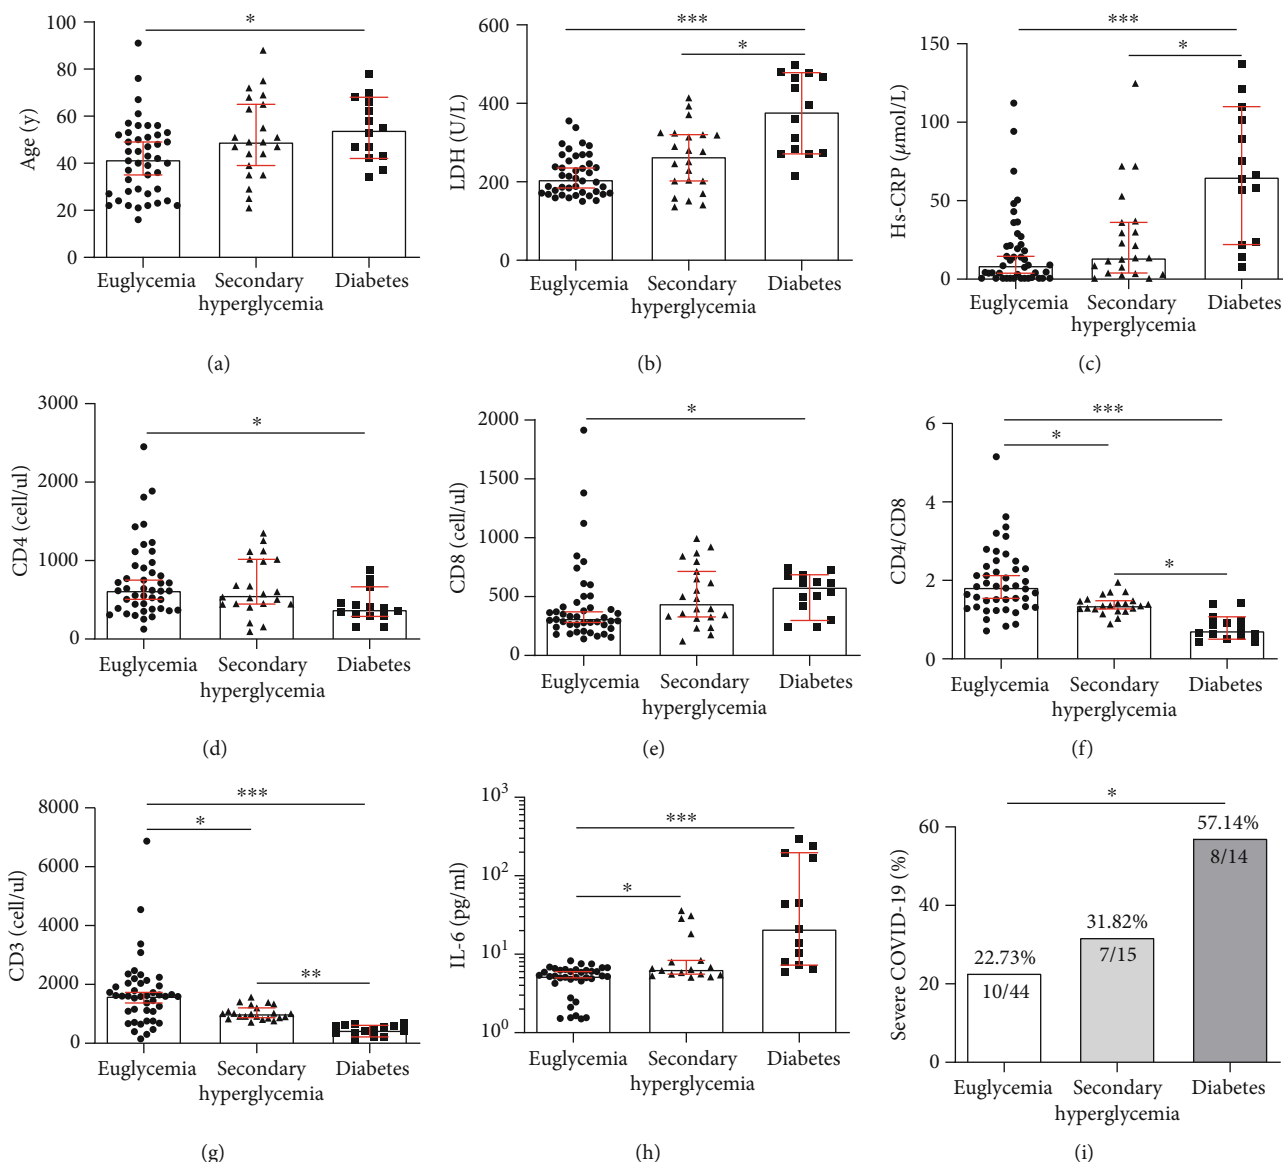 *
100
80
60
40
20
0
Age (y)
Euglycemia
Secondary
hyperglycemia
Diabetes
(a)
***
*
600
400
200
0
LDH (U/L)
Euglycemia
Secondary
hyperglycemia
Diabetes
(b)
***
*
150
100
50
0
Hs-CRP (μmol/L)
Euglycemia
Secondary
hyperglycemia
Diabetes
(c)
*
3000
2000
1000
0
CD4 (cell/ul)
Euglycemia
Secondary
hyperglycemia
Diabetes
(d)
*
2000
1500
1000
500
0
CD8 (cell/ul)
Euglycemia
Secondary
hyperglycemia
Diabetes
(e)
***
*
*
6
4
2
0
CD4/CD8
Euglycemia
Secondary
hyperglycemia
Diabetes
(f)
***
*
**
8000
6000
4000
2000
0
CD3 (cell/ul)
Euglycemia
Secondary
hyperglycemia
Diabetes
(g)
***
*
10³
10²
10¹
10⁰
IL-6 (pg/ml)
Euglycemia
Secondary
hyperglycemia
Diabetes
(h)
*
60
40
20
0
Severe COVID-19 (%)
22.73%
10/44
31.82%
7/15
57.14%
8/14
Euglycemia
Secondary
hyperglycemia
Diabetes
(i)